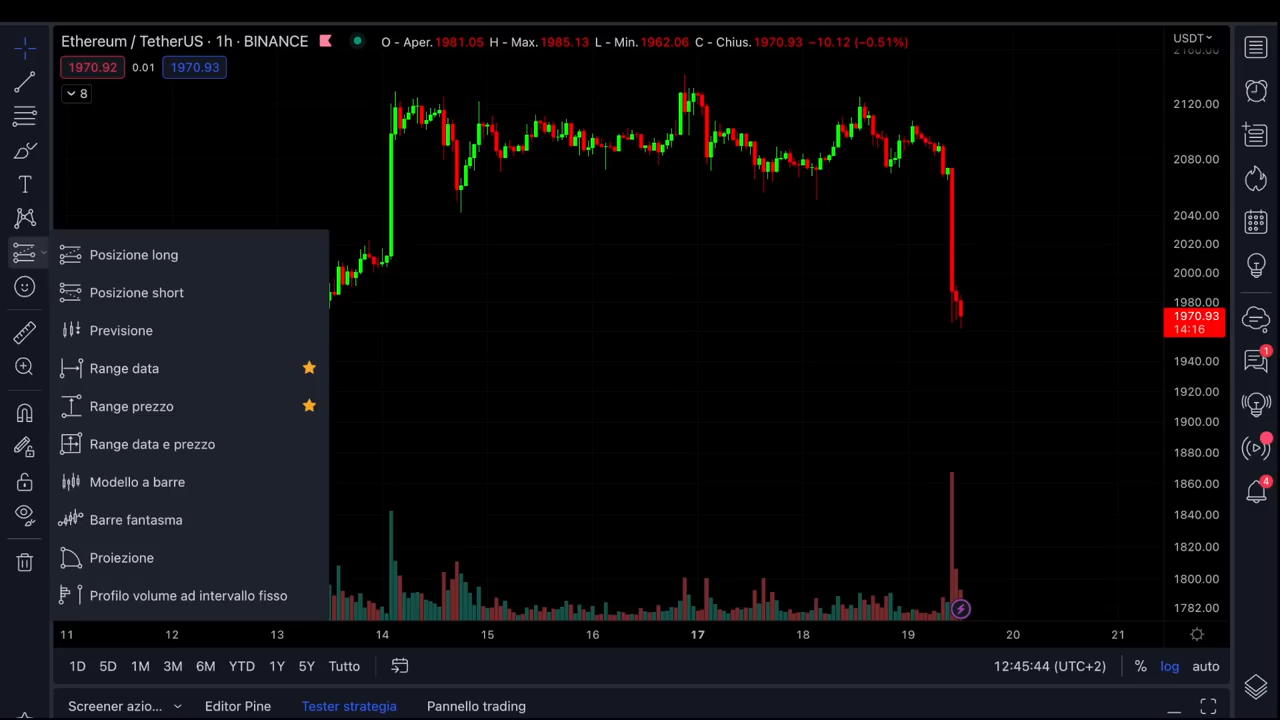 Ethereum / TetherUS · 1h · BINANCE O - Aper. 1981.05 H - Max. 1985.13 L - Min. 1962.06 C - Chius. 1970.93 −10.12 (−0.51%)
USDT
1970.92 0.01 1970.93
8
2160.00
2120.00
2080.00
2040.00
2020.00
2000.00
1980.00
1970.93
14:16
1940.00
1920.00
1900.00
1880.00
1860.00
1840.00
1820.00
1800.00
1782.00
T
Posizione long
Posizione short
Previsione
Range data
Range prezzo
Range data e prezzo
Modello a barre
Barre fantasma
Proiezione
Profilo volume ad intervallo fisso
1
4
11 12 13 14 15 16 17 18 19 20 21
1D 5D 1M 3M 6M YTD 1Y 5Y Tutto 12:45:44 (UTC+2) % log auto
Screener azio... Editor Pine Tester strategia Pannello trading